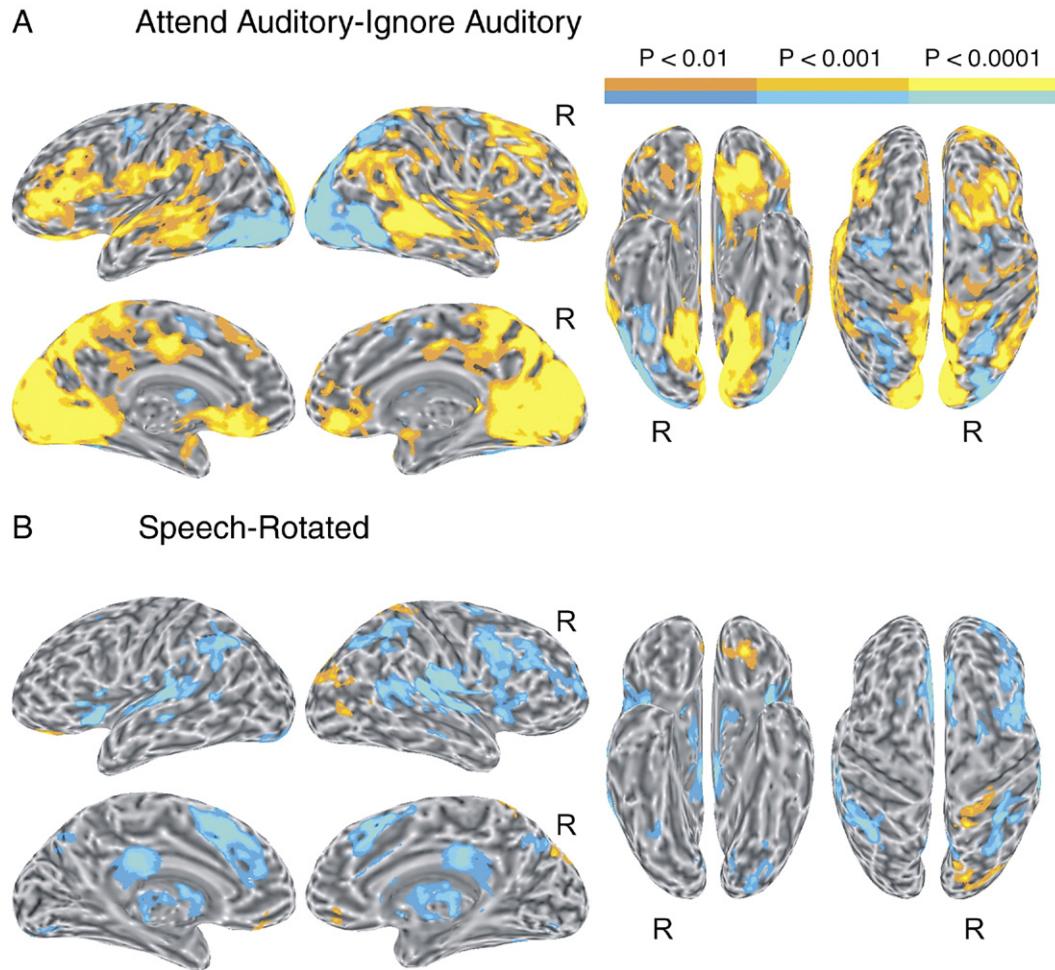 A Attend Auditory-Ignore Auditory
P < 0.01 P < 0.001 P < 0.0001
R
R
R R
B Speech-Rotated
R
R
R R